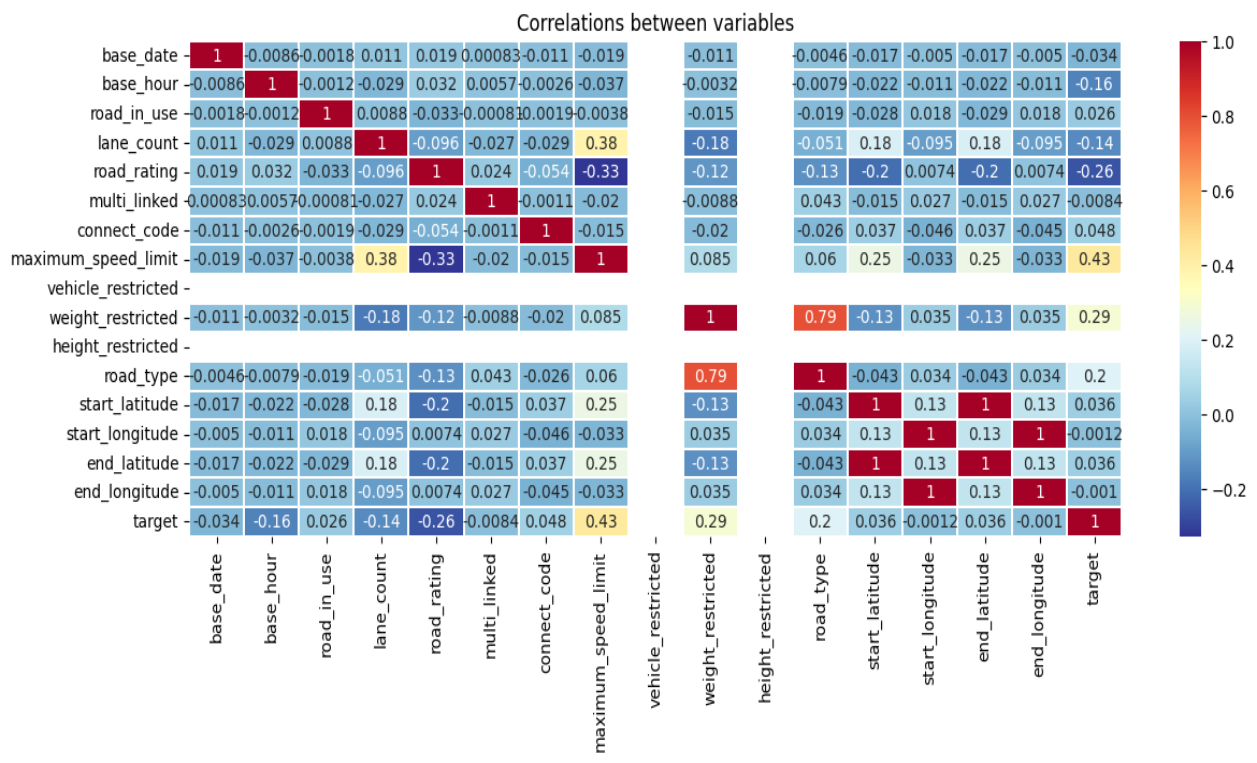 Correlations between variables
base_date 1 -0.0086 -0.0018 0.011 0.019 0.00083 -0.011 -0.019 -0.011 -0.0046 -0.017 -0.005 -0.017 -0.005 -0.034
base_hour -0.0086 1 -0.0012 -0.029 0.032 0.0057 -0.0026 -0.037 -0.0032 -0.0079 -0.022 -0.011 -0.022 -0.011 -0.16
road_in_use -0.0018 -0.0012 1 0.0088 -0.033 -0.00081 -0.0019 -0.0038 -0.015 -0.019 -0.028 0.018 -0.029 0.018 0.026
lane_count 0.011 -0.029 0.0088 1 -0.096 -0.027 -0.029 0.38 -0.18 -0.051 0.18 -0.095 0.18 -0.095 -0.14
road_rating 0.019 0.032 -0.033 -0.096 1 0.024 -0.054 -0.33 -0.12 -0.13 -0.2 0.0074 -0.2 0.0074 -0.26
multi_linked -0.00083 0.0057 -0.00081 -0.027 0.024 1 -0.0011 -0.02 -0.0088 0.043 -0.015 0.027 -0.015 0.027 -0.0084
connect_code -0.011 -0.0026 -0.0019 -0.029 -0.054 -0.0011 1 -0.015 -0.02 -0.026 0.037 -0.046 0.037 -0.045 0.048
maximum_speed_limit -0.019 -0.037 -0.0038 0.38 -0.33 -0.02 -0.015 1 0.085 0.06 0.25 -0.033 0.25 -0.033 0.43
vehicle_restricted
weight_restricted -0.011 -0.0032 -0.015 -0.18 -0.12 -0.0088 -0.02 0.085 1 0.79 -0.13 0.035 -0.13 0.035 0.29
height_restricted
road_type -0.0046 -0.0079 -0.019 -0.051 -0.13 0.043 -0.026 0.06 0.79 1 -0.043 0.034 -0.043 0.034 0.2
start_latitude -0.017 -0.022 -0.028 0.18 -0.2 -0.015 0.037 0.25 -0.13 -0.043 1 0.13 1 0.13 0.036
start_longitude -0.005 -0.011 0.018 -0.095 0.0074 0.027 -0.046 -0.033 0.035 0.034 0.13 1 0.13 1 -0.0012
end_latitude -0.017 -0.022 -0.029 0.18 -0.2 -0.015 0.037 0.25 -0.13 -0.043 1 0.13 1 0.13 0.036
end_longitude -0.005 -0.011 0.018 -0.095 0.0074 0.027 -0.045 -0.033 0.035 0.034 0.13 1 0.13 1 -0.001
target -0.034 -0.16 0.026 -0.14 -0.26 -0.0084 0.048 0.43 0.29 0.2 0.036 -0.0012 0.036 -0.001 1
base_date
base_hour
road_in_use
lane_count
road_rating
multi_linked
connect_code
maximum_speed_limit
vehicle_restricted
weight_restricted
height_restricted
road_type
start_latitude
start_longitude
end_latitude
end_longitude
target
1.0
0.8
0.6
0.4
0.2
0.0
−0.2